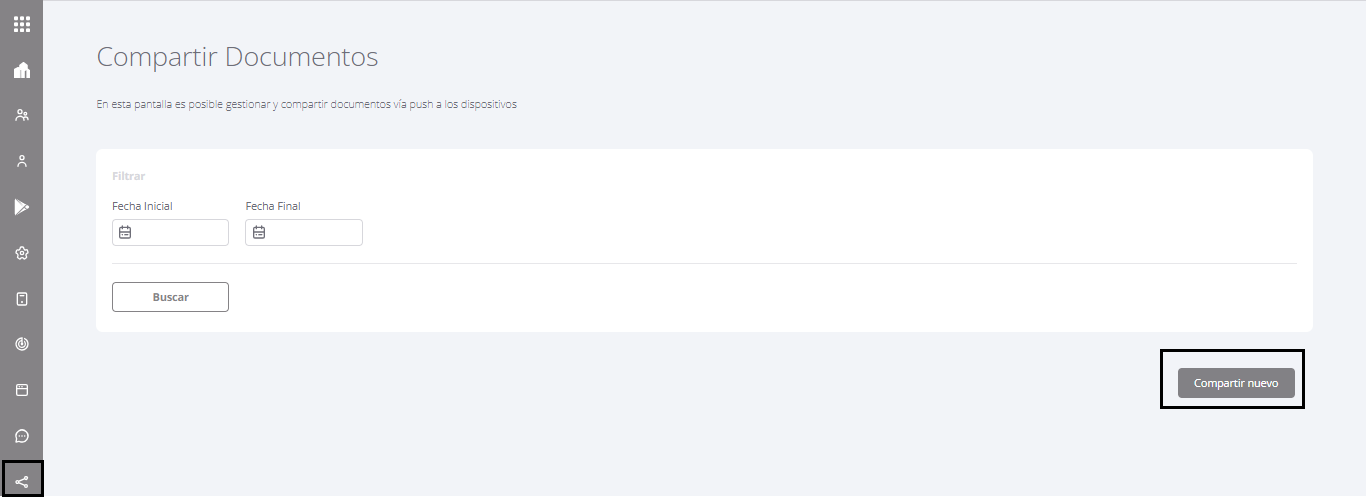 Compartir Documentos
En esta pantalla es posible gestionar y compartir documentos vía push a los dispositivos
Filtrar
Fecha Inicial Fecha Final
Buscar
Compartir nuevo